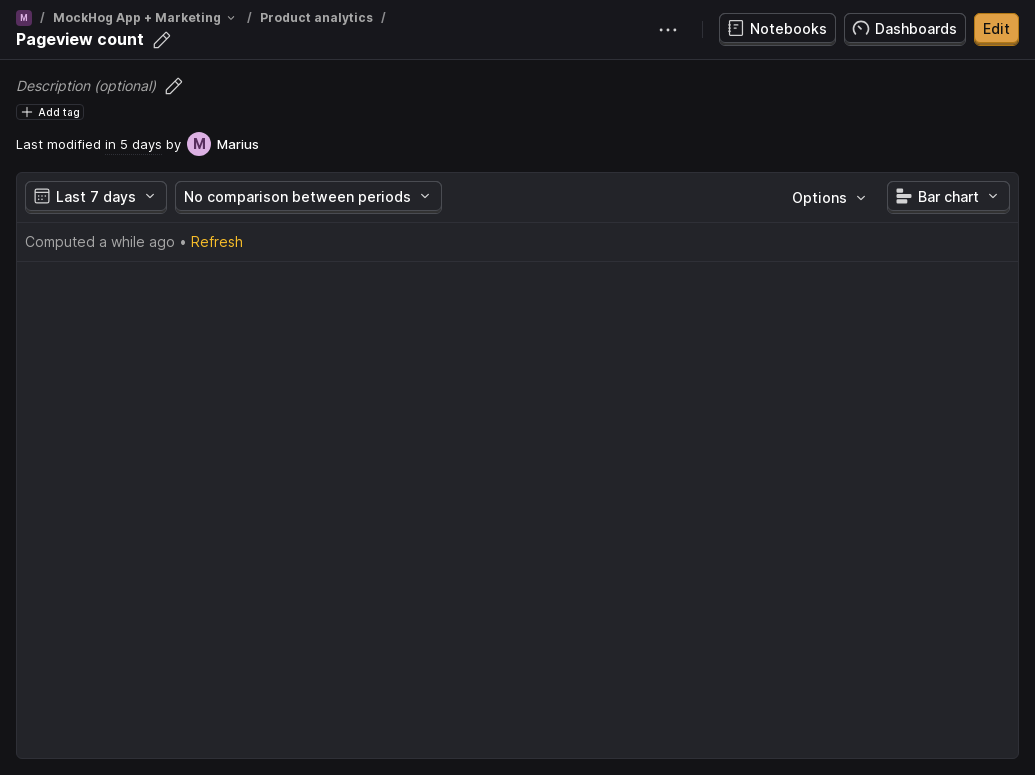 M / MockHog App + Marketing / Product analytics /
Pageview count
Notebooks
Dashboards
Edit
Description (optional)
Add tag
Last modified in 5 days by M Marius
Last 7 days
No comparison between periods
Options
Bar chart
Computed a while ago • Refresh